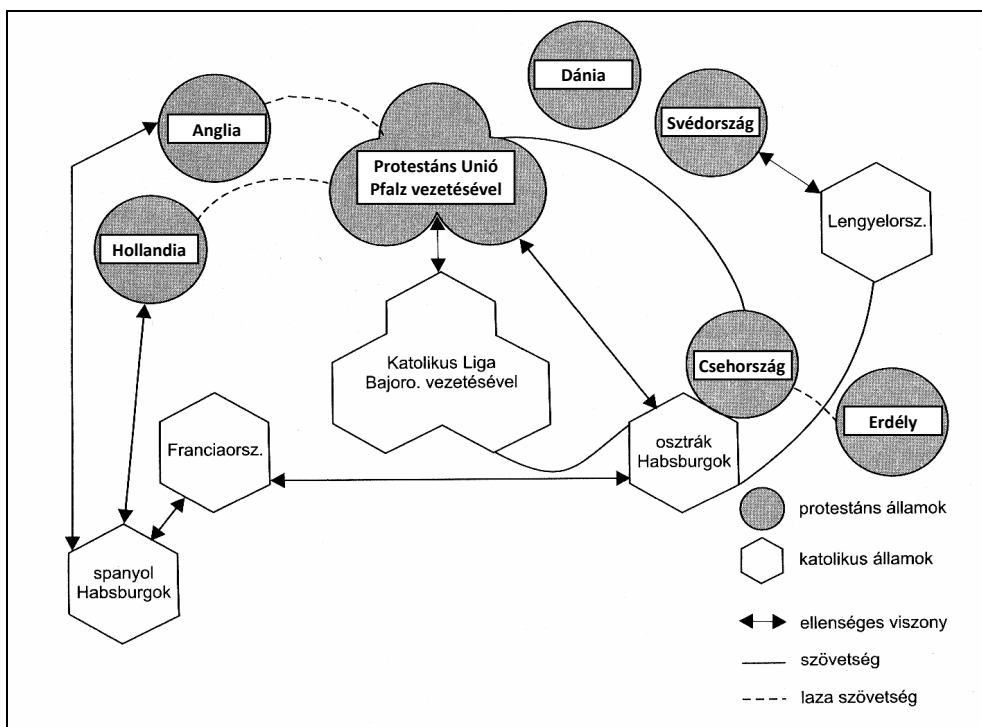 Dánia
Anglia
Svédország
Protestáns Unió
Pfalz vezetésével
Lengyelorsz.
Hollandia
Katolikus Liga
Bajoro. vezetésével
Csehország
Erdély
Franciaorsz.
osztrák
Habsburgok
spanyol
Habsburgok
protestáns államok
katolikus államok
ellenséges viszony
szövetség
laza szövetség